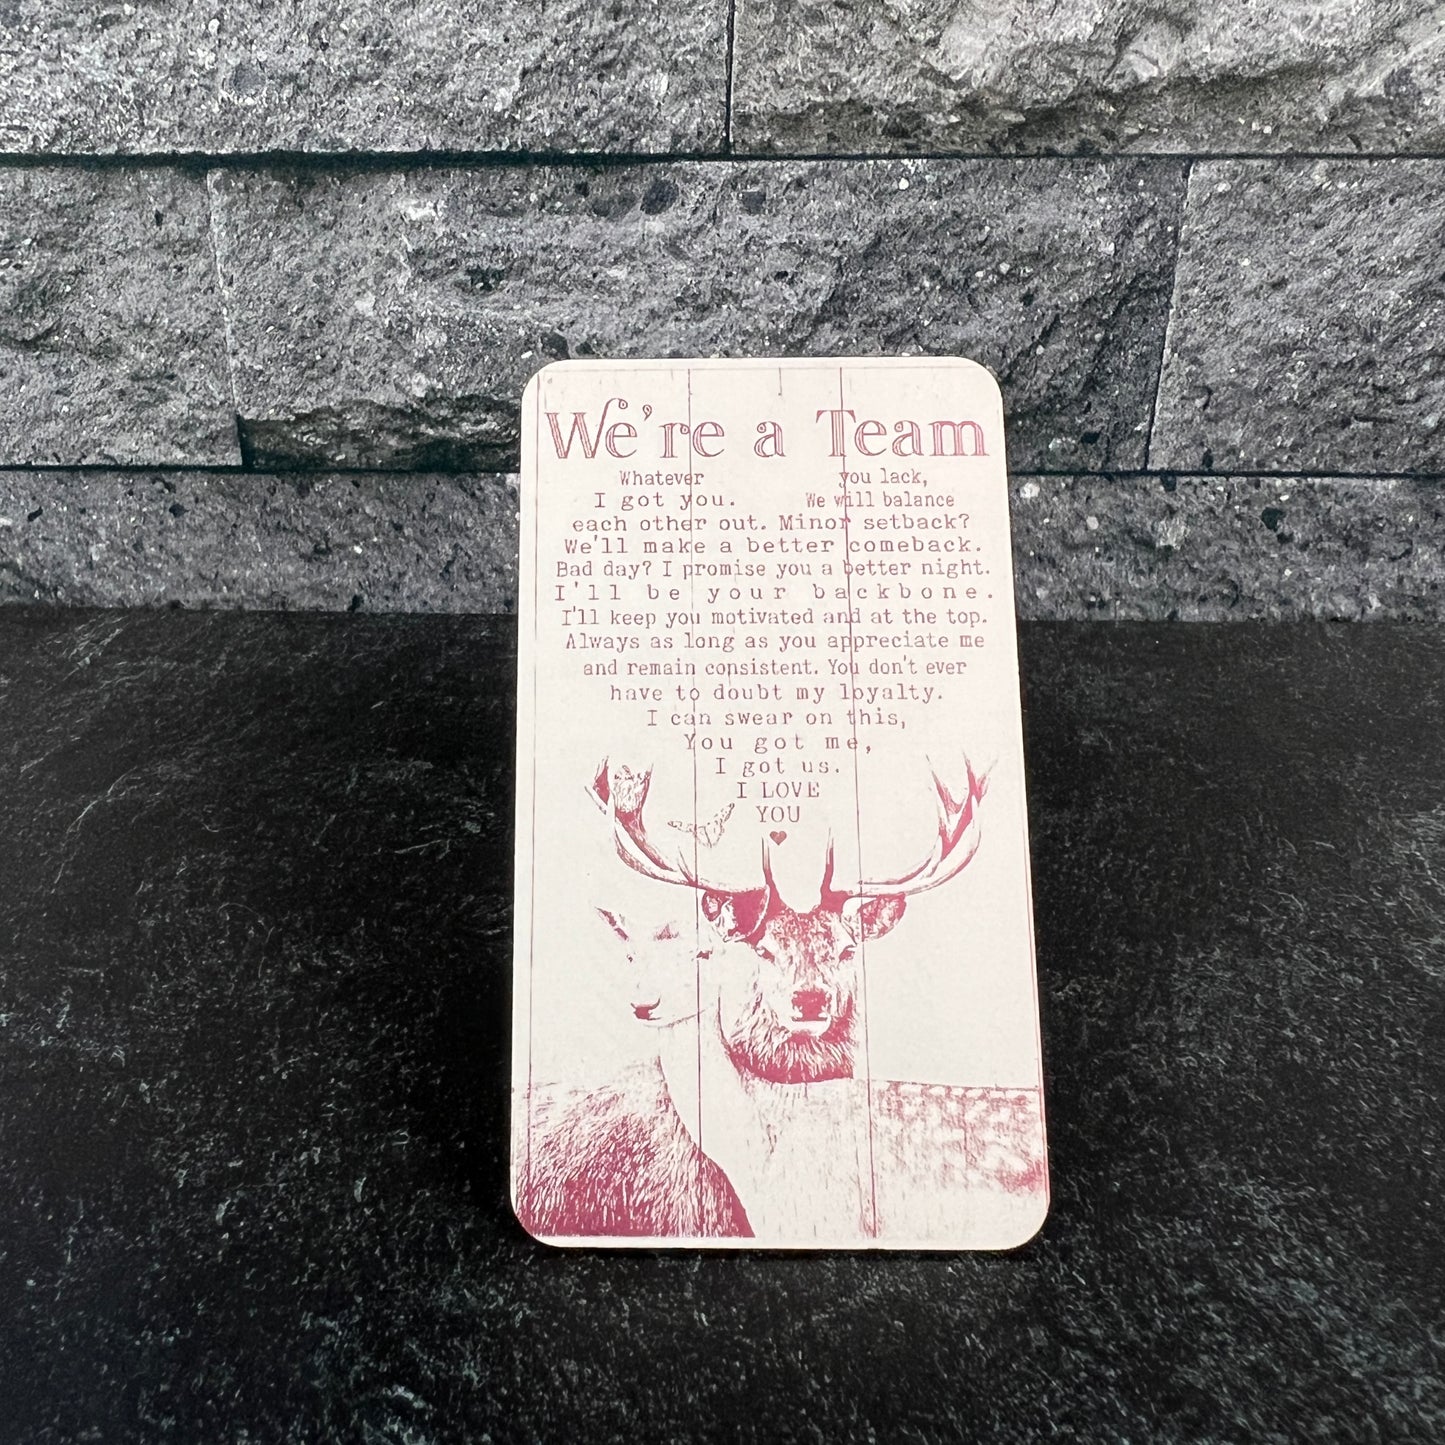 We're a Team
Whatever you lack,
I got you. We will balance
each other out. Minor setback?
We'll make a better comeback.
Bad day? I promise you a better night.
I'll be your backbone.
I'll keep you motivated and at the top.
Always as long as you appreciate me
and remain consistent. You don't ever
have to doubt my loyalty.
I can swear on this,
You got me,
I got us.
I LOVE
YOU